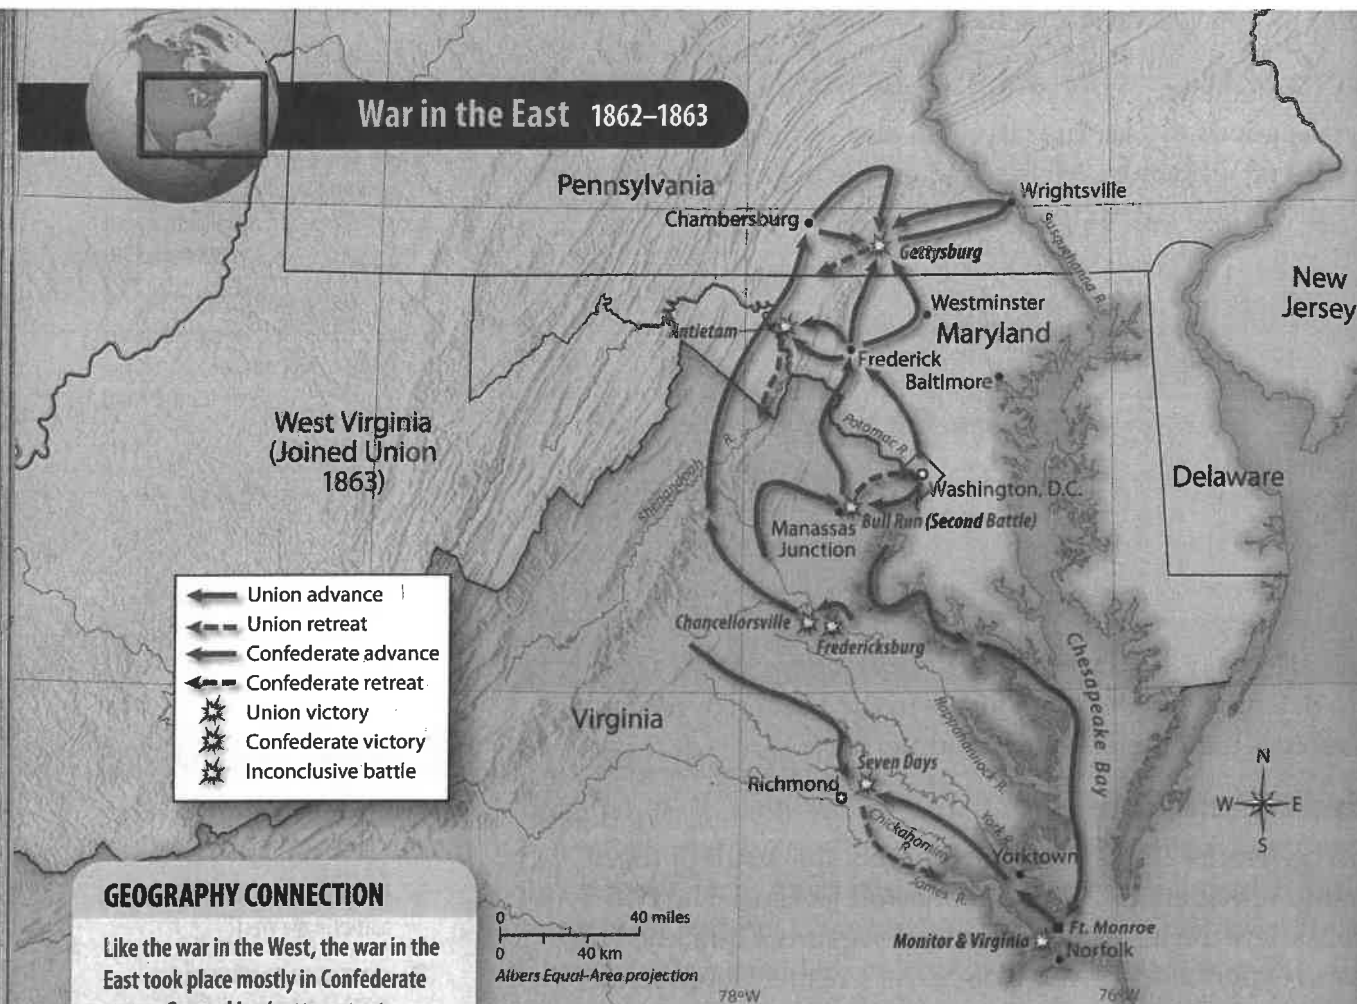 War in the East 1862–1863
Pennsylvania
Chambersburg
Wrightsville
Gettysburg
Susquehanna R.
New
Jersey
Westminster
Maryland
Antietam
Frederick
Baltimore
West Virginia
(Joined Union
1863)
Potomac R.
Shenandoah R.
Washington, D.C.
Delaware
Manassas
Junction
Bull Run (Second Battle)
Union advance
Union retreat
Confederate advance
Confederate retreat
Union victory
Confederate victory
Inconclusive battle
Chancellorsville
Fredericksburg
Chesapeake Bay
Rappahannock R.
Virginia
Seven Days
Richmond
Chickahominy
R.
York R.
Yorktown
James R.
Ft. Monroe
Monitor & Virginia
Norfolk
N
W E
S
GEOGRAPHY CONNECTION
Like the war in the West, the war in the
East took place mostly in Confederate
0 40 miles
0 40 km
Albers Equal-Area projection
78°W
76°W